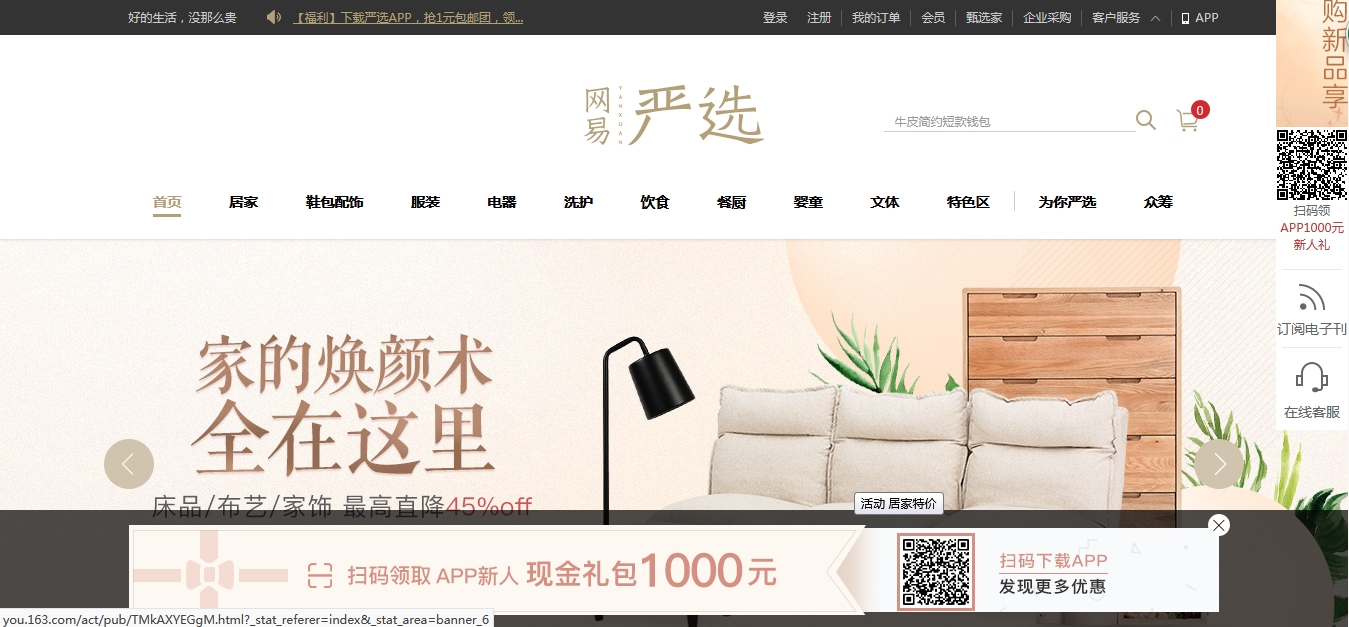 好的生活，没那么贵
【福利】下载严选APP，抢1元包邮团，领...
登录 注册 我的订单 会员 甄选家 企业采购 客户服务 APP
购新品享
网易 YANXUAN 严选
牛皮简约短款钱包
0
首页 居家 鞋包配饰 服装 电器 洗护 饮食 餐厨 婴童 文体 特色区 为你严选 众筹
扫码领
APP1000元
新人礼
订阅电子刊
在线客服
家的焕颜术
全在这里
床品/布艺/家饰 最高直降45%off
活动 居家特价
扫码领取 APP新人 现金礼包1000元
扫码下载APP
发现更多优惠
you.163.com/act/pub/TMkAXYEGgM.html?_stat_referer=index&_stat_area=banner_6